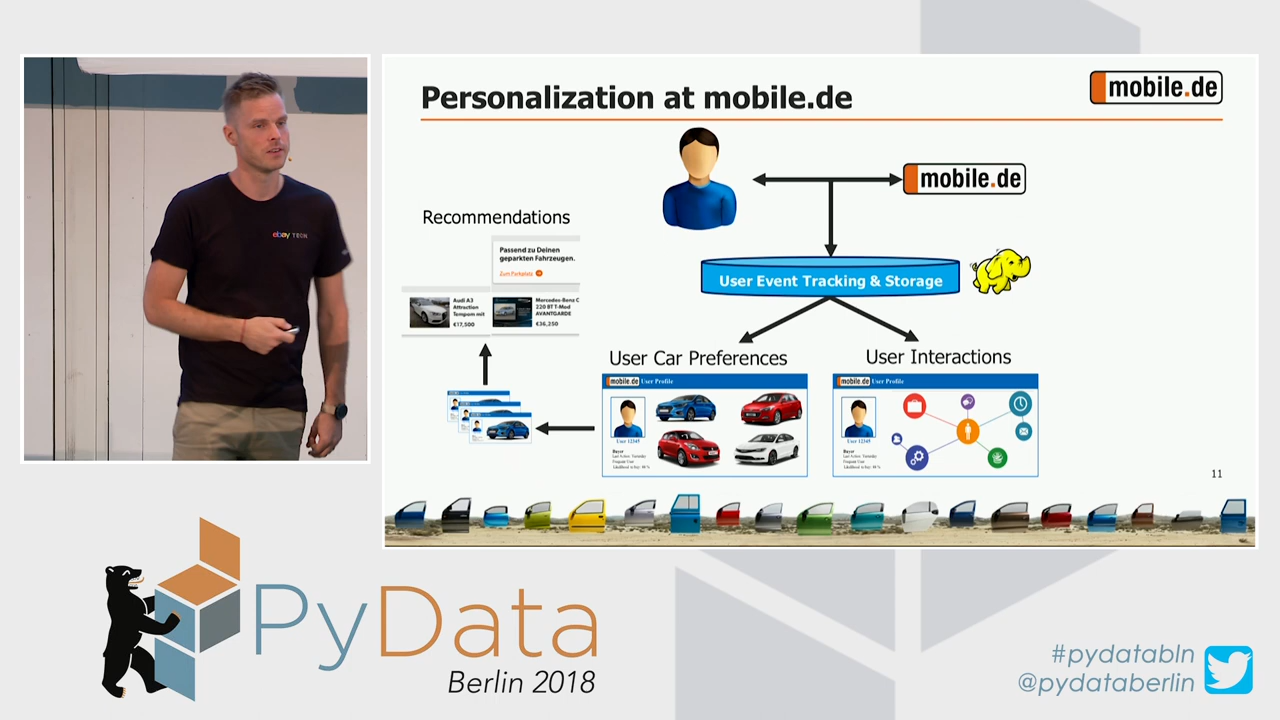 ebay TECH
Personalization at mobile.de
mobile.de
mobile.de
Recommendations
Passend zu Deinen
geparkten Fahrzeugen.
Zum Parkplatz
Audi A3
Attraction
Tempom mit
€17,500
Mercedes-Benz C
220 BT T-Mod
AVANTGARDE
€36,250
User Event Tracking & Storage
User Car Preferences
User Interactions
mobile.de User Profile
User 12345
Buyer
mobile.de User Profile
User 12345
Buyer
11
PyData
Berlin 2018
#pydatabln
@pydataberlin